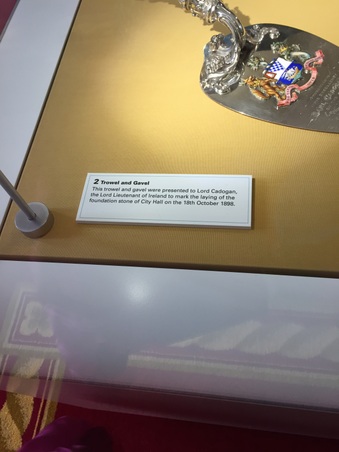 2 Trowel and Gavel
This trowel and gavel were presented to Lord Cadogan,
the Lord Lieutenant of Ireland to mark the laying of the
foundation stone of City Hall on the 18th October 1898.